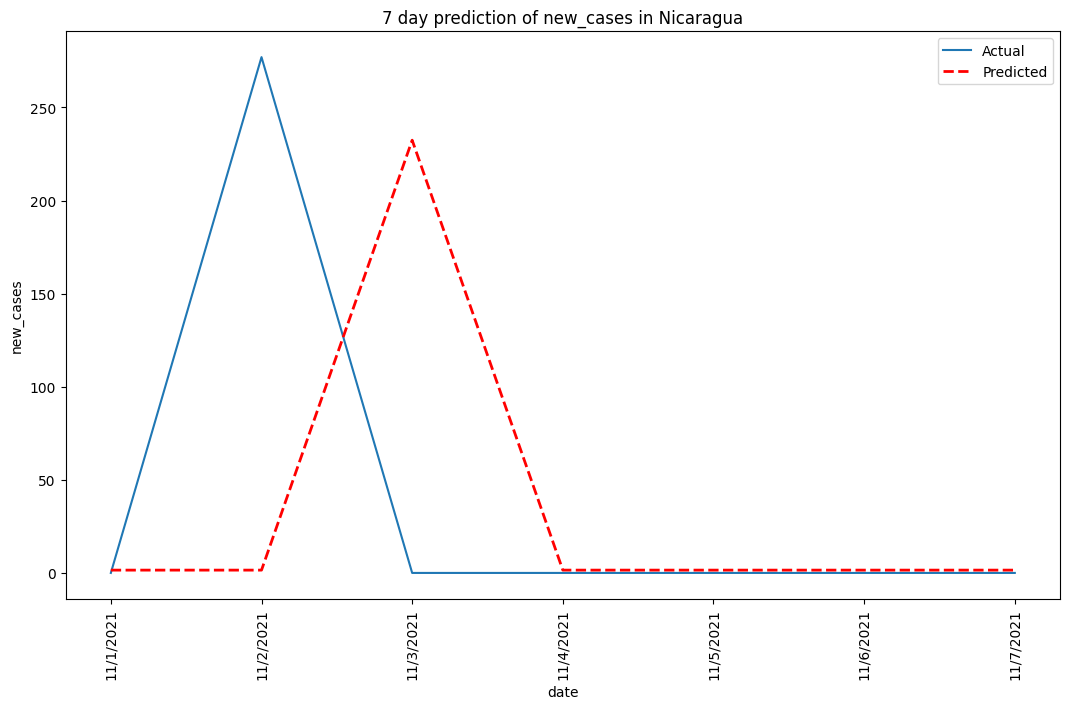 7 day prediction of new_cases in Nicaragua
Actual
Predicted
new_cases
250
200
150
100
50
0
11/1/2021
11/2/2021
11/3/2021
11/4/2021
11/5/2021
11/6/2021
11/7/2021
date